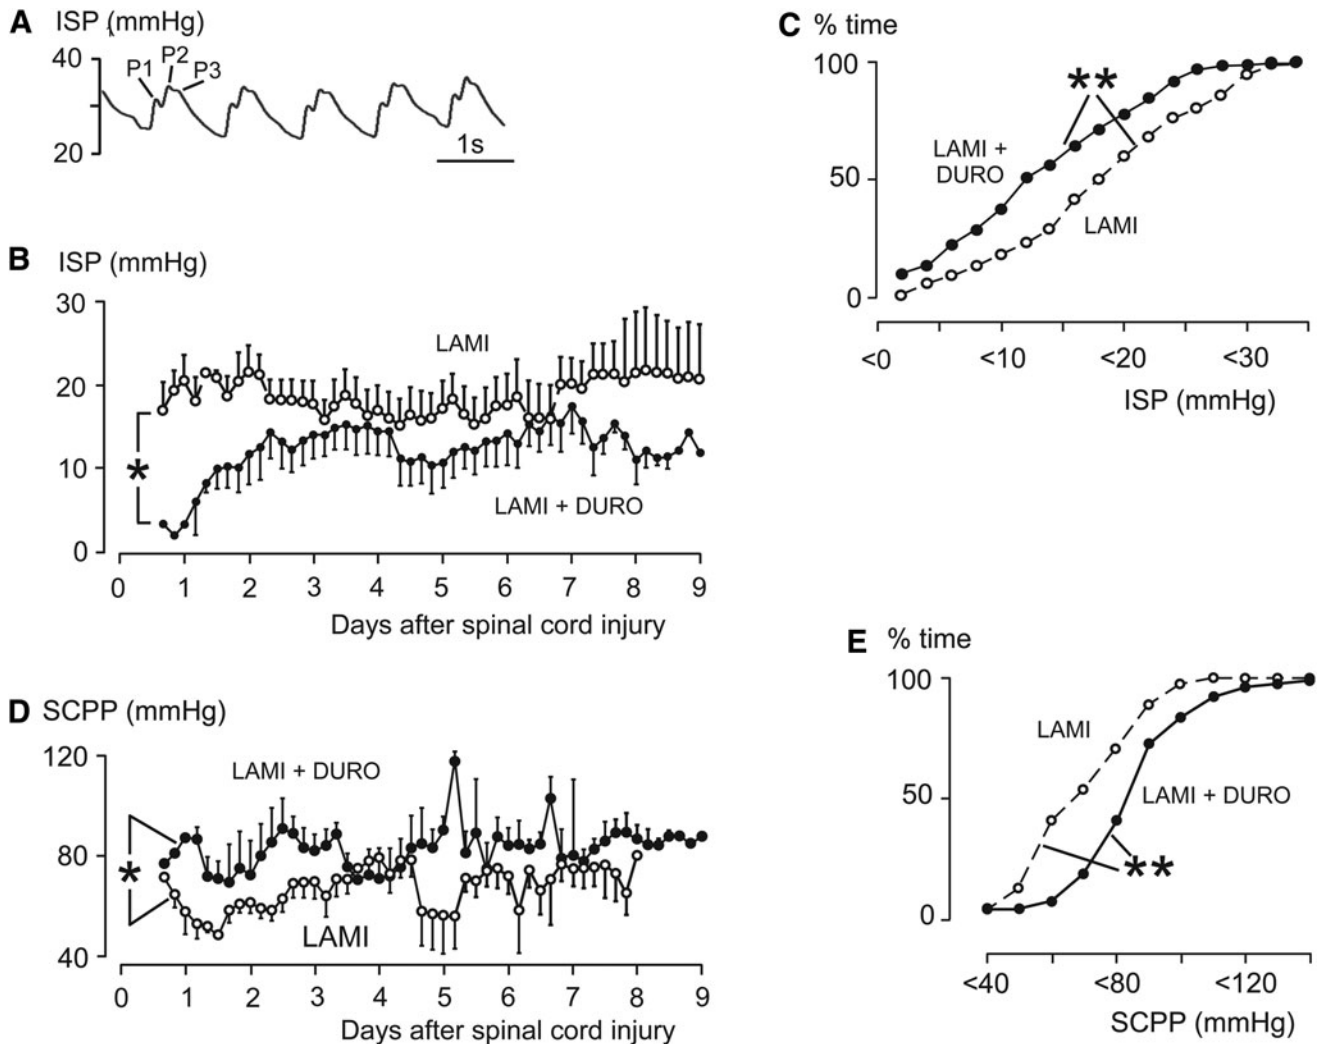 A ISP (mmHg)
40
20
P1
P2
P3
1s
B ISP (mmHg)
30
20
10
0
LAMI
*
LAMI + DURO
0 1 2 3 4 5 6 7 8 9
Days after spinal cord injury
C % time
100
50
0
**
LAMI +
DURO
LAMI
<0 <10 <20 <30
ISP (mmHg)
D SCPP (mmHg)
120
80
40
LAMI + DURO
*
LAMI
0 1 2 3 4 5 6 7 8 9
Days after spinal cord injury
E % time
100
50
0
LAMI
LAMI + DURO
**
<40 <80 <120
SCPP (mmHg)